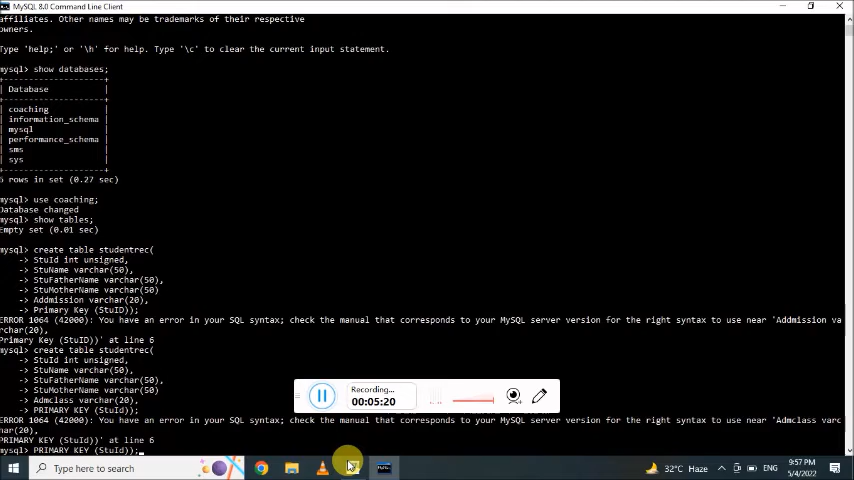 MySQL 8.0 Command Line Client
affiliates. Other names may be trademarks of their respective
owners.
Type 'help;' or '\h' for help. Type '\c' to clear the current input statement.
mysql> show databases;
+--------------------+
| Database           |
+--------------------+
| coaching           |
| information_schema |
| mysql              |
| performance_schema |
| sms                |
| sys                |
+--------------------+
6 rows in set (0.27 sec)
mysql> use coaching;
Database changed
mysql> show tables;
Empty set (0.01 sec)
mysql> create table studentrec(
    -> StuId int unsigned,
    -> StuName varchar(50),
    -> StuFatherName varchar(50),
    -> StuMotherName varchar(50)
    -> Addmission varchar(20),
    -> Primary Key (StuID));
ERROR 1064 (42000): You have an error in your SQL syntax; check the manual that corresponds to your MySQL server version for the right syntax to use near 'Addmission va
rchar(20),
Primary Key (StuID))' at line 6
mysql> create table studentrec(
    -> StuId int unsigned,
    -> StuName varchar(50),
    -> StuFatherName varchar(50),
    -> StuMotherName varchar(50)
    -> Admclass varchar(20),
    -> PRIMARY KEY (StuId));
ERROR 1064 (42000): You have an error in your SQL syntax; check the manual that corresponds to your MySQL server version for the right syntax to use near 'Admclass varc
har(20),
PRIMARY KEY (StuId))' at line 6
mysql> PRIMARY KEY (StuId));
Recording...
00:05:20
Type here to search
32°C Haze
ENG
9:57 PM
5/4/2022